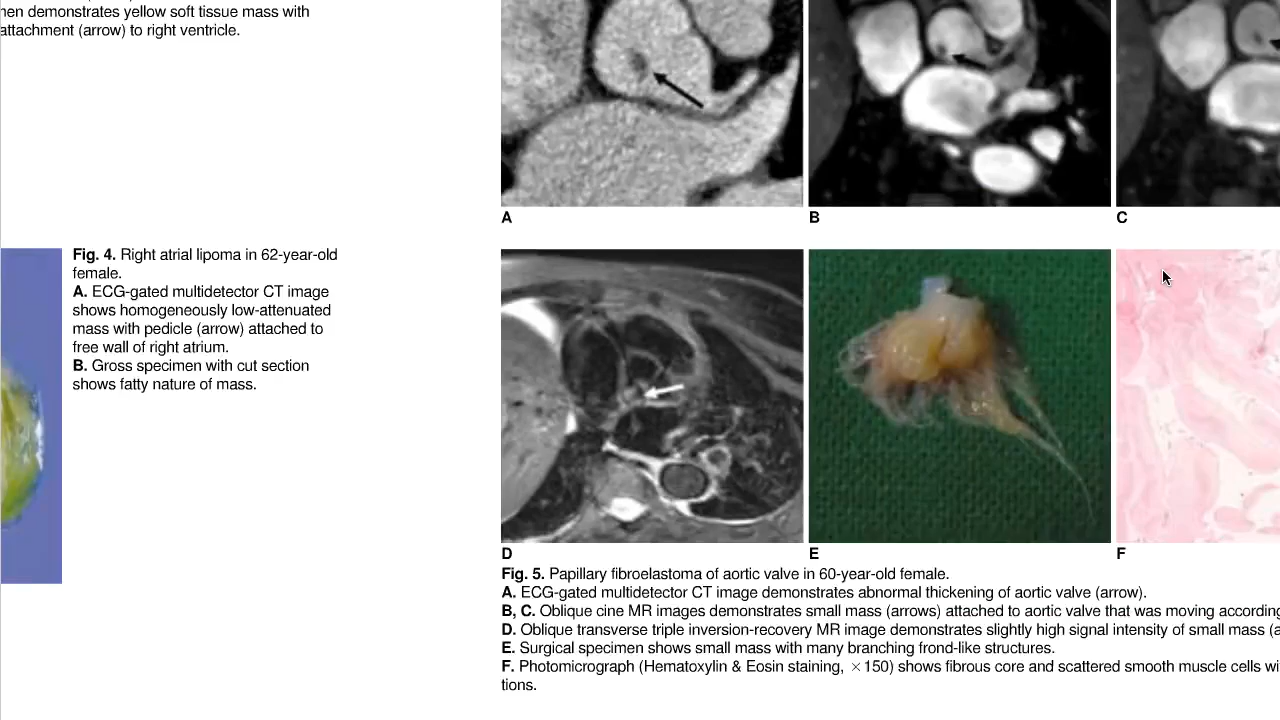 demonstrates yellow soft tissue mass with
attachment (arrow) to right ventricle.
A
B
C
Fig. 4. Right atrial lipoma in 62-year-old
female.
A. ECG-gated multidetector CT image
shows homogeneously low-attenuated
mass with pedicle (arrow) attached to
free wall of right atrium.
B. Gross specimen with cut section
shows fatty nature of mass.
D
E
F
Fig. 5. Papillary fibroelastoma of aortic valve in 60-year-old female.
A. ECG-gated multidetector CT image demonstrates abnormal thickening of aortic valve (arrow).
B, C. Oblique cine MR images demonstrates small mass (arrows) attached to aortic valve that was moving
D. Oblique transverse triple inversion-recovery MR image demonstrates slightly high signal intensity of small mass
E. Surgical specimen shows small mass with many branching frond-like structures.
F. Photomicrograph (Hematoxylin & Eosin staining, ×150) shows fibrous core and scattered smooth muscle cells
tions.